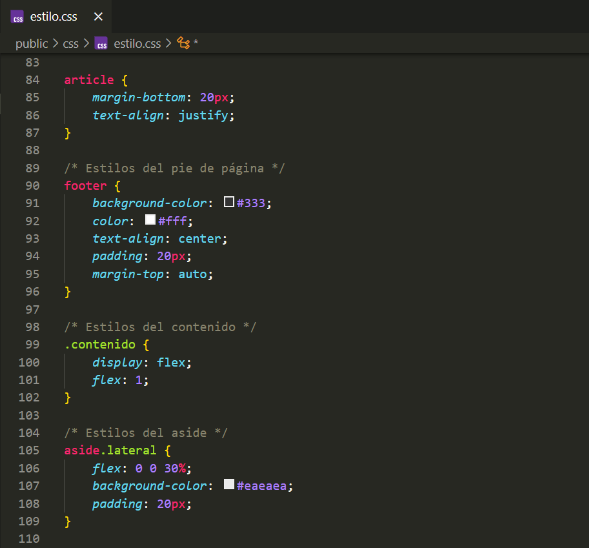 estilo.css
public > css > estilo.css > *
83
84 article {
85     margin-bottom: 20px;
86     text-align: justify;
87 }
88
89 /* Estilos del pie de página */
90 footer {
91     background-color: #333;
92     color: #fff;
93     text-align: center;
94     padding: 20px;
95     margin-top: auto;
96 }
97
98 /* Estilos del contenido */
99 .contenido {
100     display: flex;
101     flex: 1;
102 }
103
104 /* Estilos del aside */
105 aside.lateral {
106     flex: 0 0 30%;
107     background-color: #eaeaea;
108     padding: 20px;
109 }
110